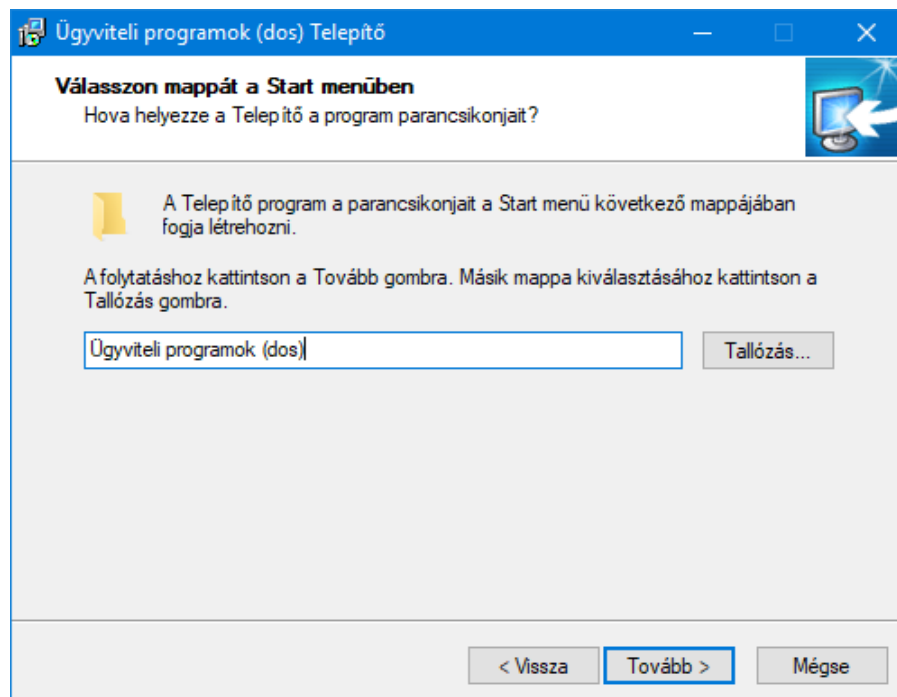 Ügyviteli programok (dos) Telepítő
Válasszon mappát a Start menüben
Hova helyezze a Telepítő a program parancsikonjait?
A Telepítő program a parancsikonjait a Start menü következő mappájában
fogja létrehozni.
A folytatáshoz kattintson a Tovább gombra. Másik mappa kiválasztásához kattintson a
Tallózás gombra.
Ügyviteli programok (dos)
Tallózás...
< Vissza
Tovább >
Mégse